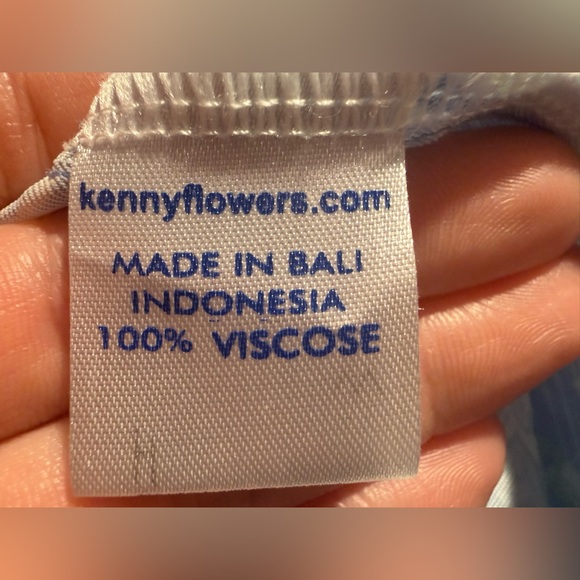 kennyflowers.com
MADE IN BALI
INDONESIA
100% VISCOSE